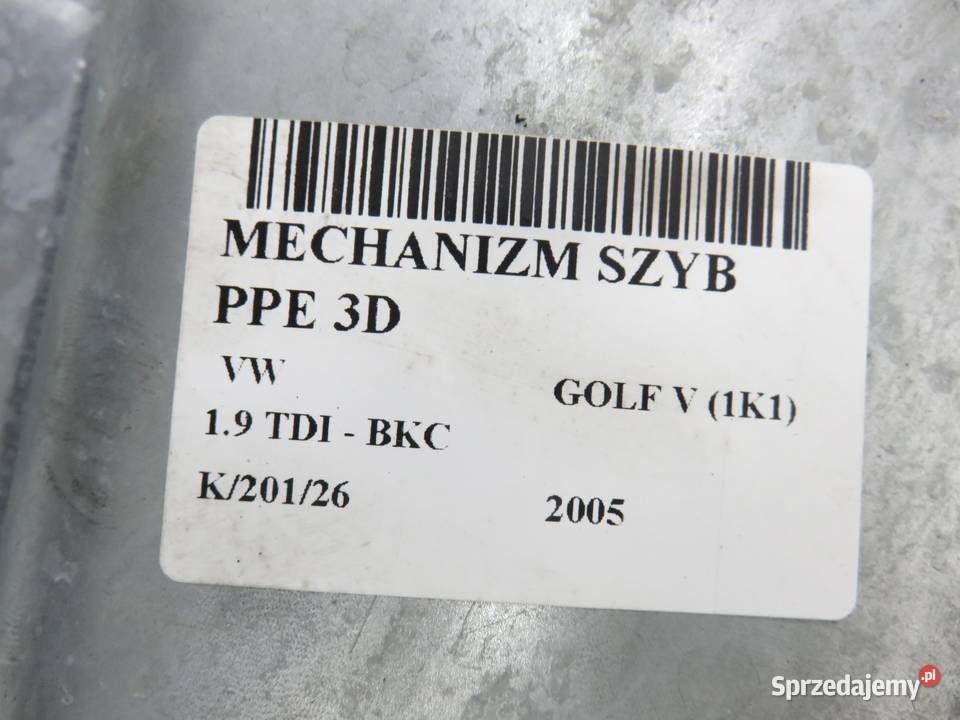 MECHANIZM SZYB
PPE 3D
VW
GOLF V (1K1)
1.9 TDI - BKC
K/201/26
2005
Sprzedajemy.pl